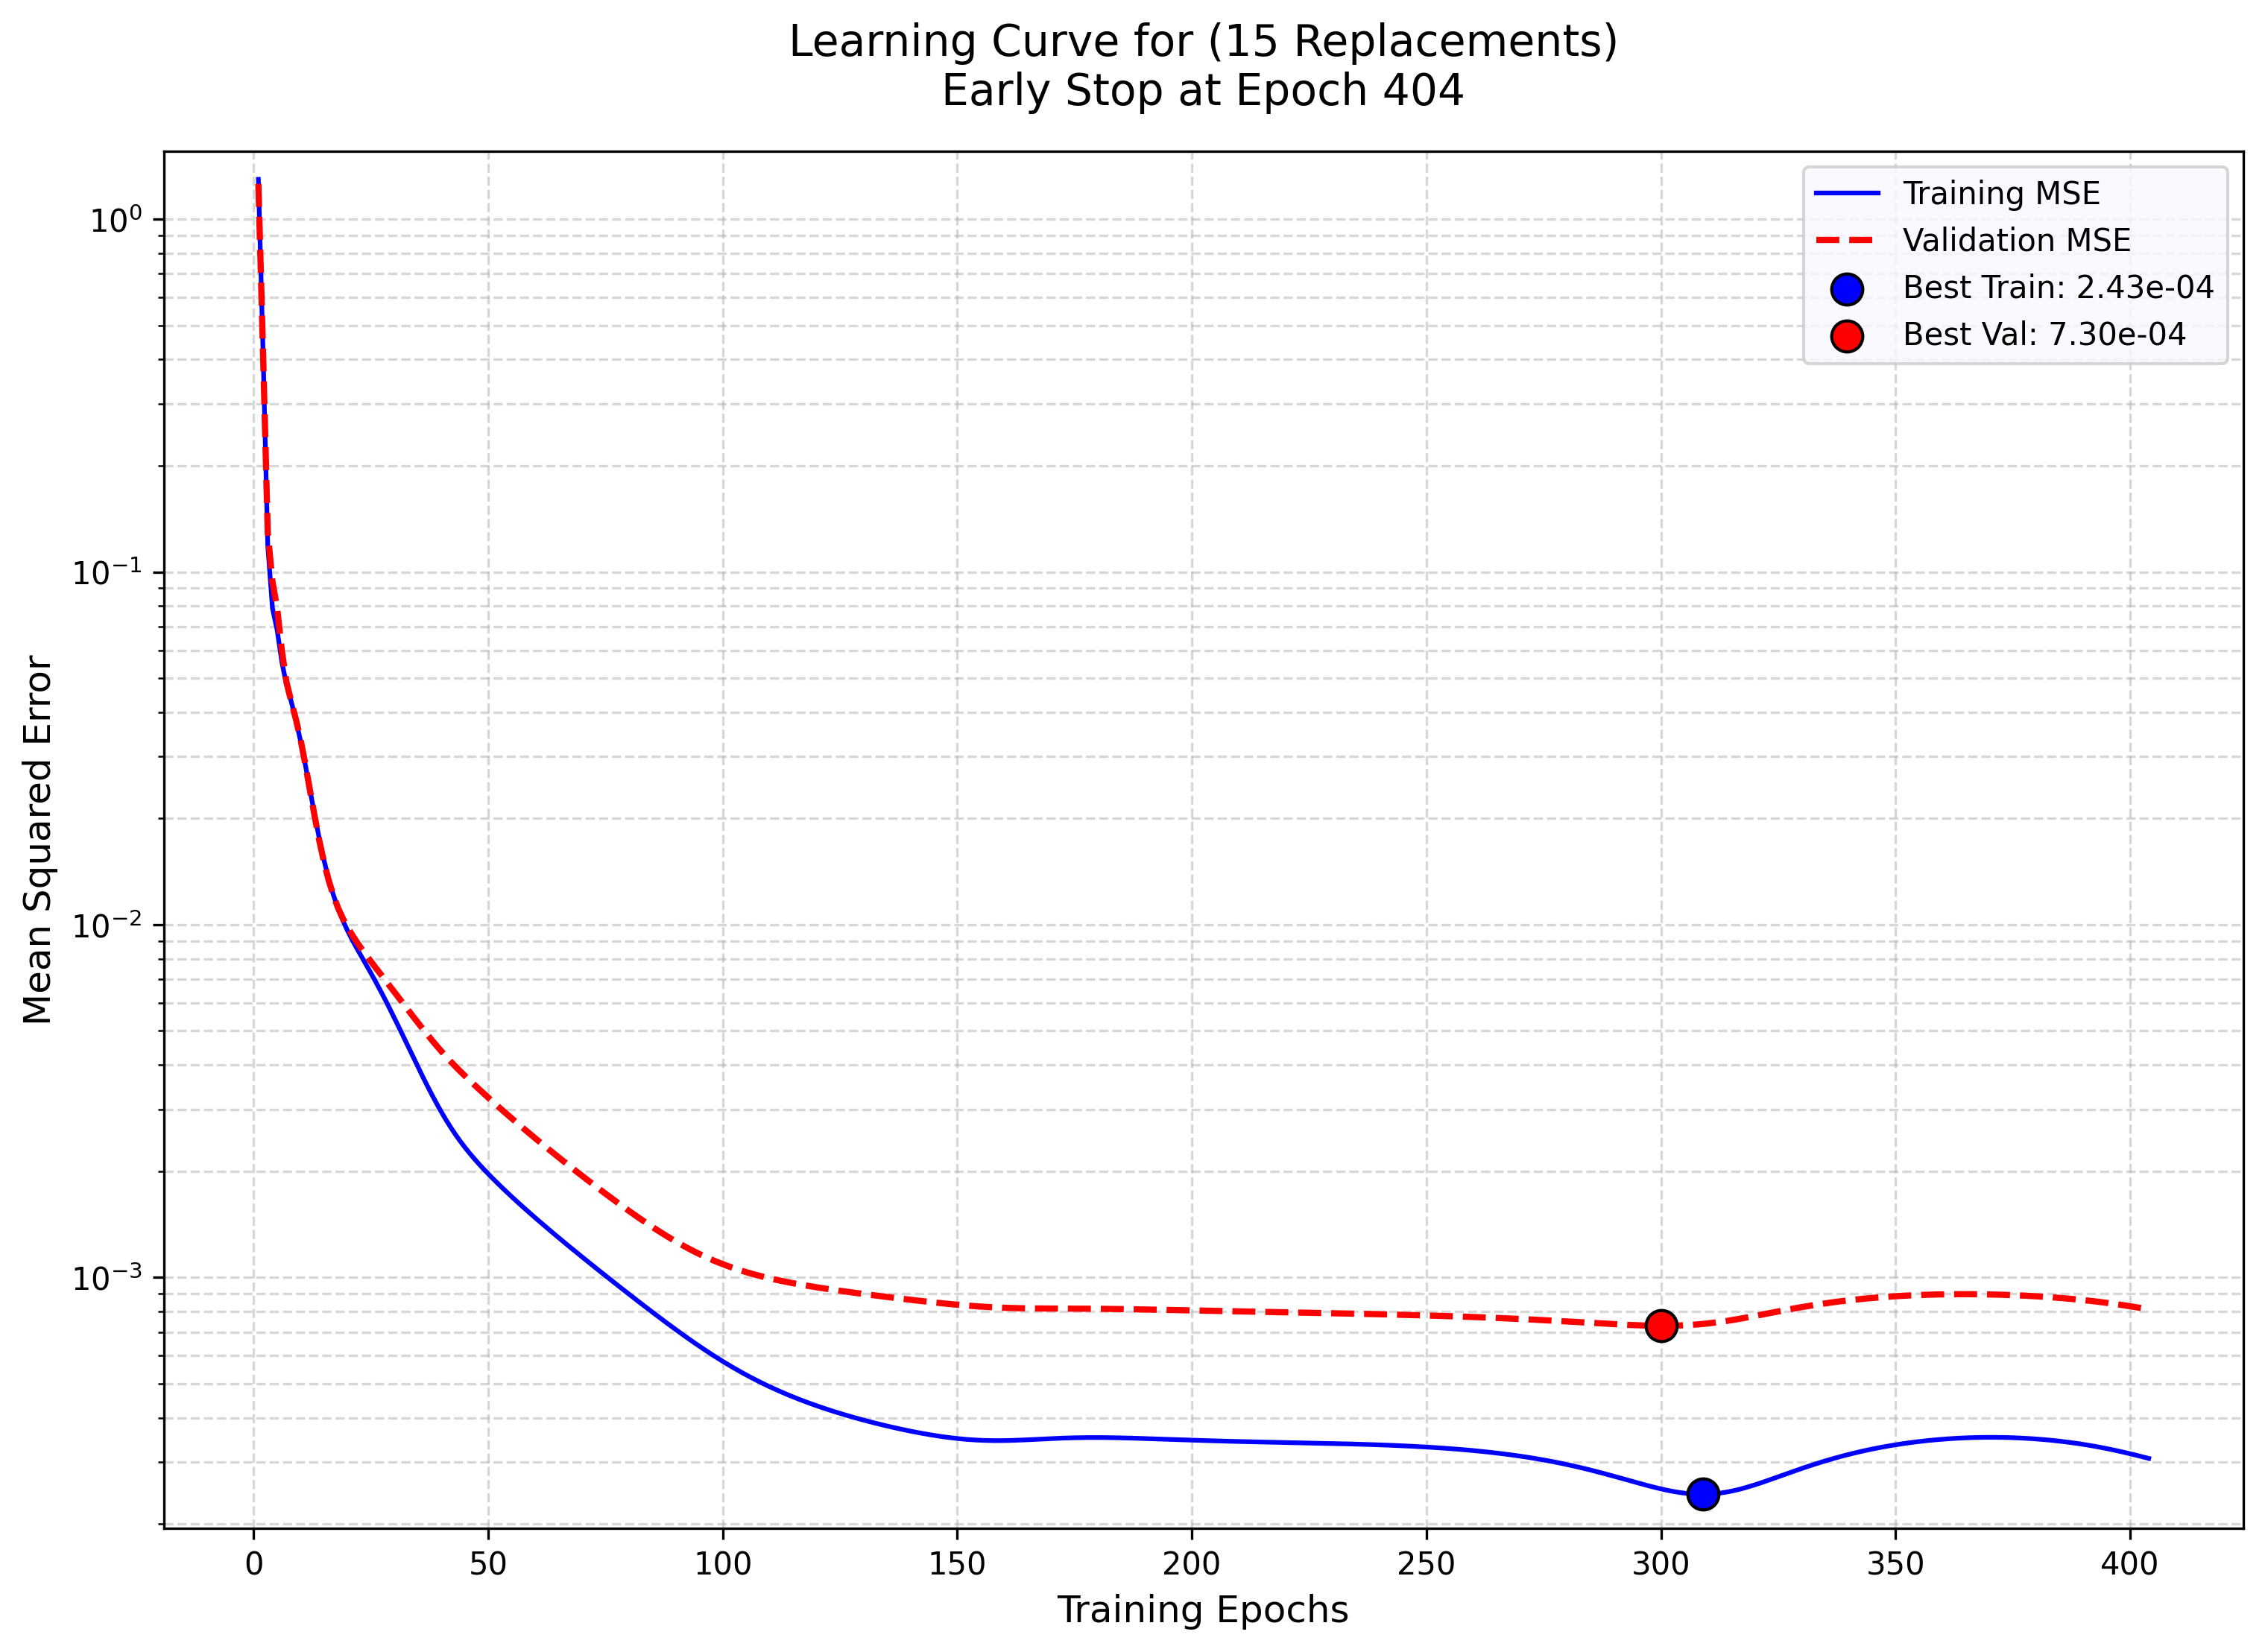 Learning Curve for (15 Replacements)
Early Stop at Epoch 404
Training MSE
Validation MSE
Best Train: 2.43e-04
Best Val: 7.30e-04
Mean Squared Error
10⁰
10⁻¹
10⁻²
10⁻³
0 50 100 150 200 250 300 350 400
Training Epochs